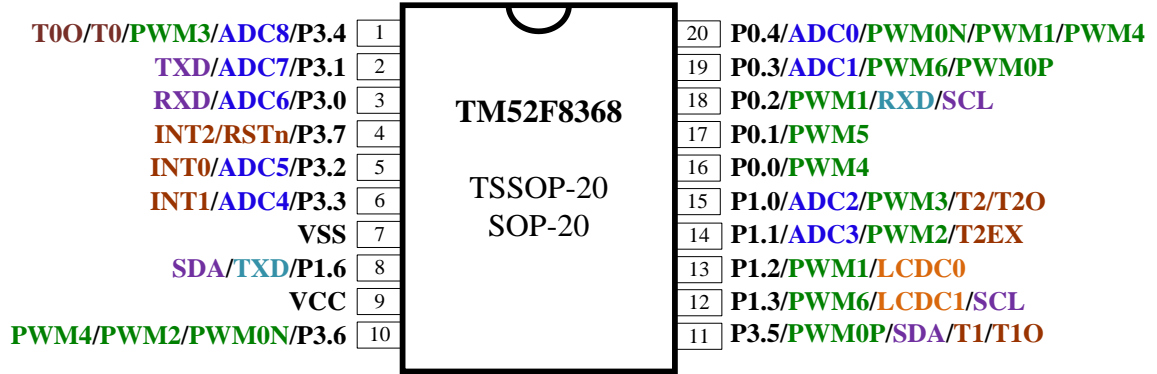 T0O/T0/PWM3/ADC8/P3.4 1
TXD/ADC7/P3.1 2
RXD/ADC6/P3.0 3
INT2/RSTn/P3.7 4
INT0/ADC5/P3.2 5
INT1/ADC4/P3.3 6
VSS 7
SDA/TXD/P1.6 8
VCC 9
PWM4/PWM2/PWM0N/P3.6 10
TM52F8368
TSSOP-20
SOP-20
20 P0.4/ADC0/PWM0N/PWM1/PWM4
19 P0.3/ADC1/PWM6/PWM0P
18 P0.2/PWM1/RXD/SCL
17 P0.1/PWM5
16 P0.0/PWM4
15 P1.0/ADC2/PWM3/T2/T2O
14 P1.1/ADC3/PWM2/T2EX
13 P1.2/PWM1/LCDC0
12 P1.3/PWM6/LCDC1/SCL
11 P3.5/PWM0P/SDA/T1/T1O